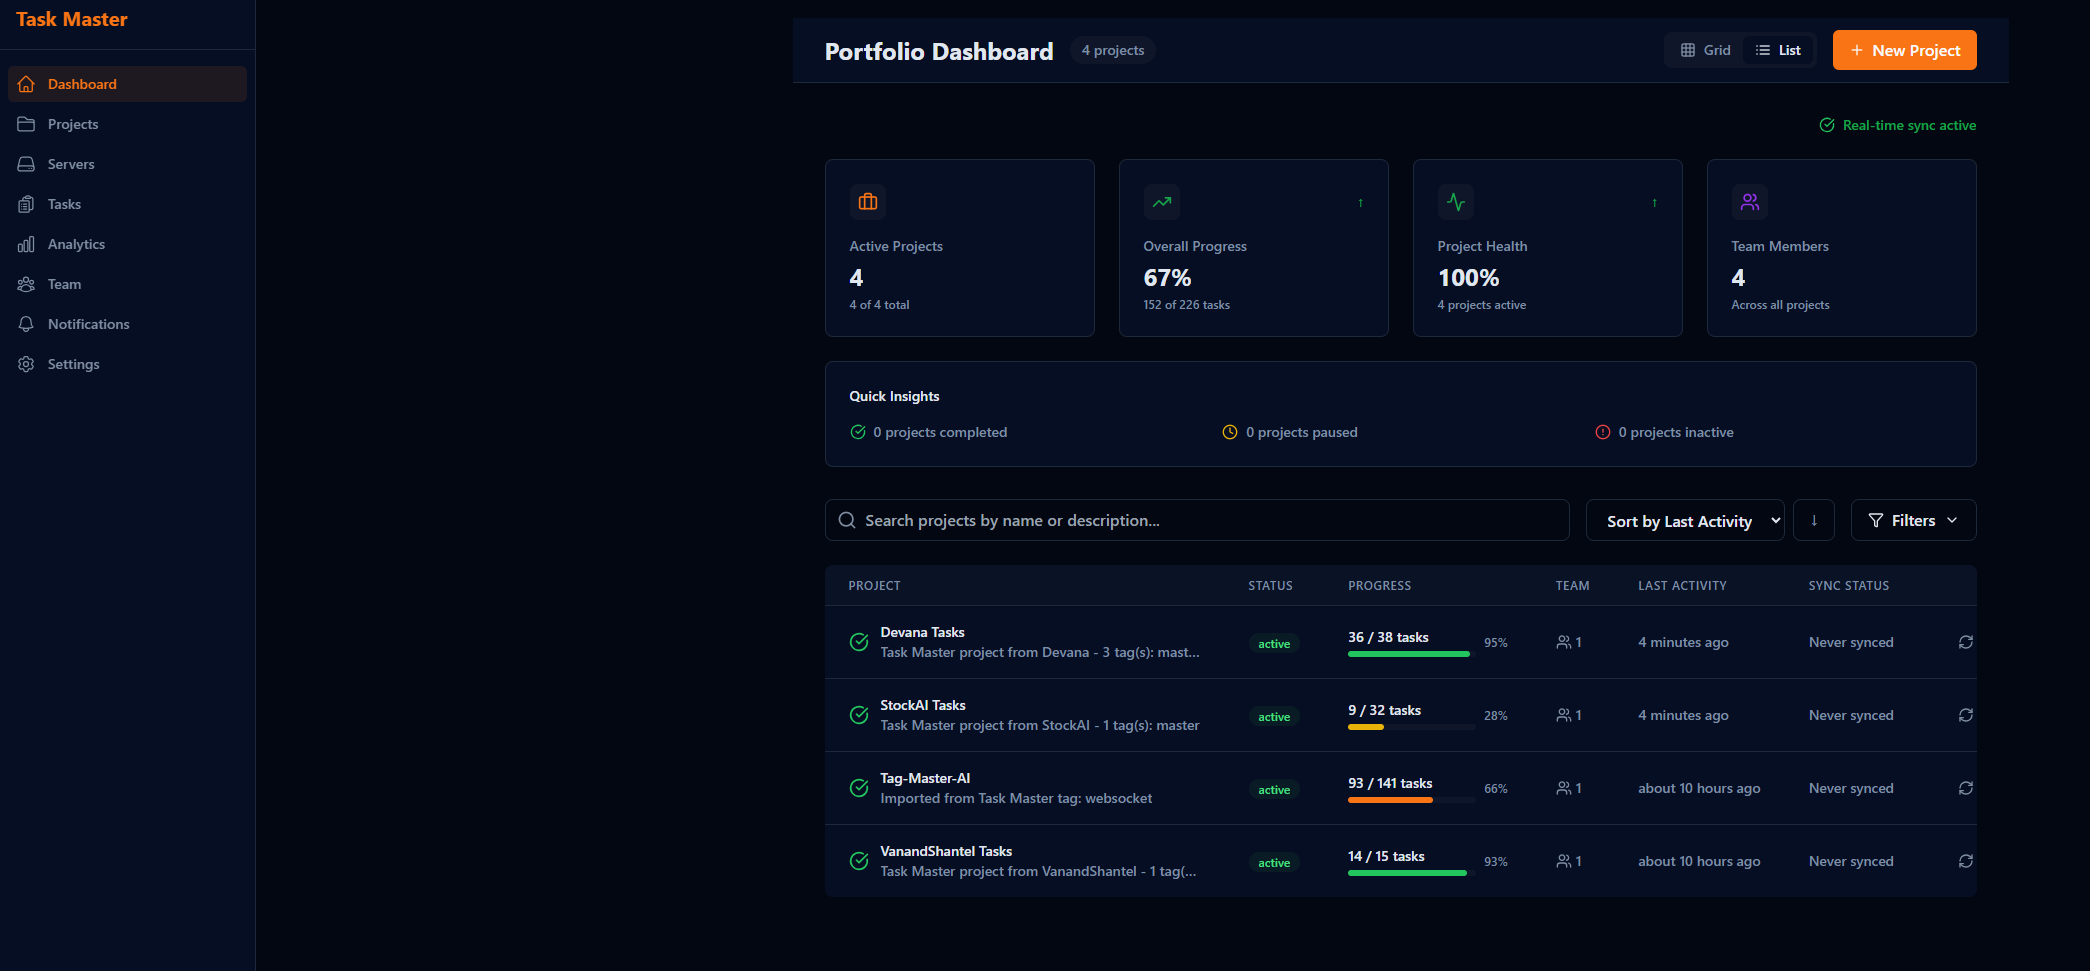 Task Master
Dashboard
Projects
Servers
Tasks
Analytics
Team
Notifications
Settings
Portfolio Dashboard 4 projects Grid List + New Project
Real-time sync active
↑ ↑
Active Projects Overall Progress Project Health Team Members
4 67% 100% 4
4 of 4 total 152 of 226 tasks 4 projects active Across all projects
Quick Insights
0 projects completed 0 projects paused 0 projects inactive
Search projects by name or description... Sort by Last Activity ↓ Filters
PROJECT STATUS PROGRESS TEAM LAST ACTIVITY SYNC STATUS
Devana Tasks
Task Master project from Devana - 3 tag(s): mast... active 36 / 38 tasks 95% 1 4 minutes ago Never synced
StockAI Tasks
Task Master project from StockAI - 1 tag(s): master active 9 / 32 tasks 28% 1 4 minutes ago Never synced
Tag-Master-AI
Imported from Task Master tag: websocket active 93 / 141 tasks 66% 1 about 10 hours ago Never synced
VanandShantel Tasks
Task Master project from VanandShantel - 1 tag(... active 14 / 15 tasks 93% 1 about 10 hours ago Never synced